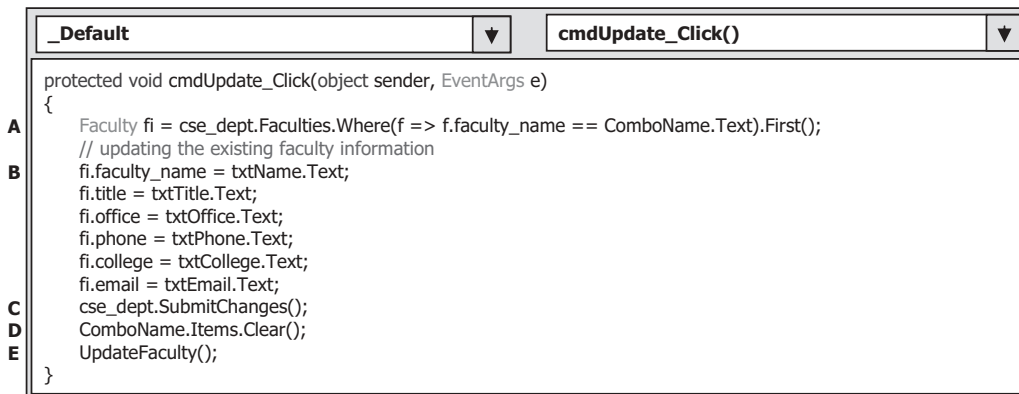 _Default
cmdUpdate_Click()
protected void cmdUpdate_Click(object sender, EventArgs e)
{
A Faculty fi = cse_dept.Faculties.Where(f => f.faculty_name == ComboName.Text).First();
// updating the existing faculty information
B fi.faculty_name = txtName.Text;
fi.title = txtTitle.Text;
fi.office = txtOffice.Text;
fi.phone = txtPhone.Text;
fi.college = txtCollege.Text;
fi.email = txtEmail.Text;
C cse_dept.SubmitChanges();
D ComboName.Items.Clear();
E UpdateFaculty();
}